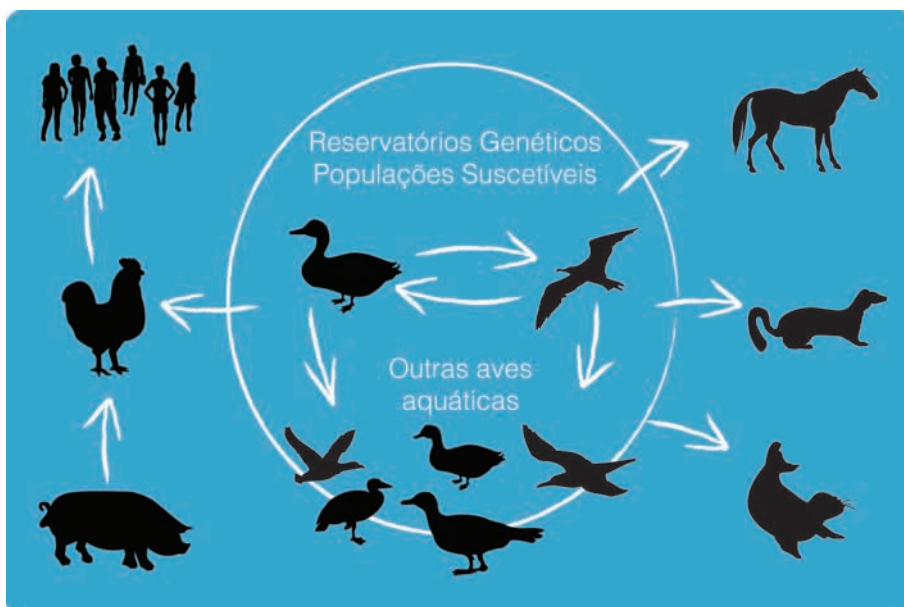 Reservatórios Genéticos
Populações Suscetíveis
Outras aves
aquáticas